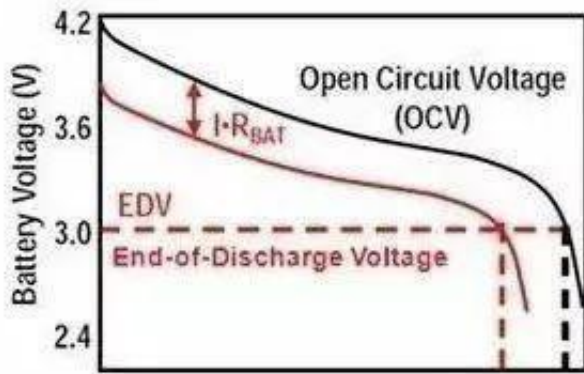 4.2
3.6
3.0
2.4
Battery Voltage (V)
Open Circuit Voltage
(OCV)
I·R_BAT
EDV
End-of-Discharge Voltage